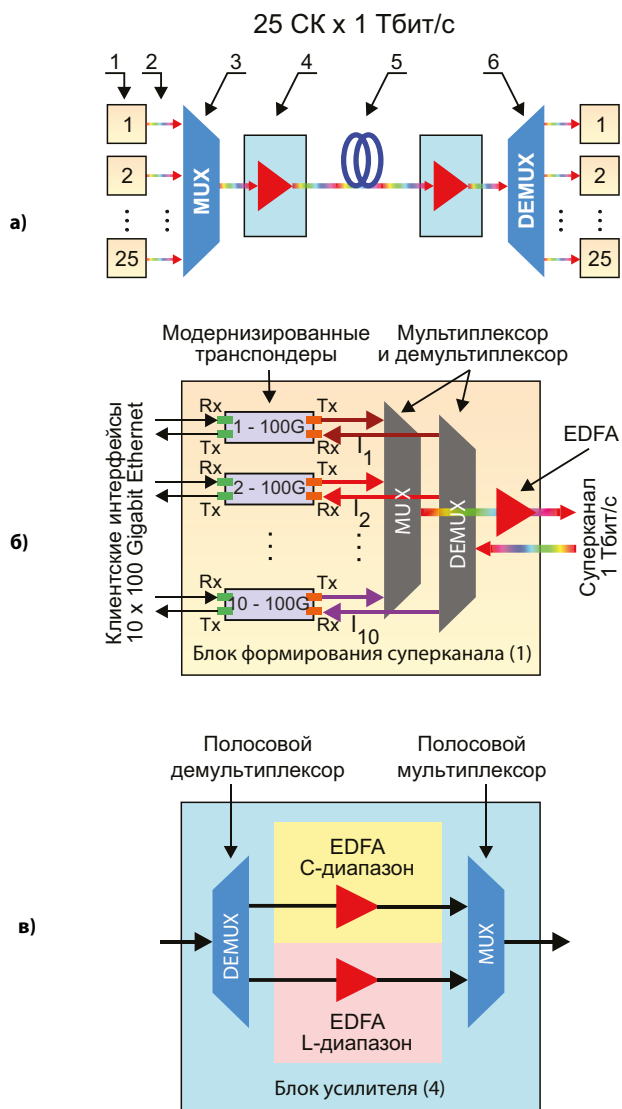 25 СК x 1 Тбит/с
1 2 3 4 5 6
1 MUX DEMUX 1
2 2
25 25
а)
Модернизированные
транспондеры
Мультиплексор
и демультиплексор
EDFA
Клиентские интерфейсы
10 x 100 Gigabit Ethernet
Rx Tx
1 - 100G
Tx Rx
l1
Rx Tx
2 - 100G
Tx Rx
l2
Rx Tx
10 - 100G
Tx Rx
l10
MUX
DEMUX
Суперканал
1 Тбит/с
б)
Блок формирования суперканала (1)
Полосовой
демультиплексор
Полосовой
мультиплексор
EDFA
C-диапазон
в)
DEMUX
MUX
EDFA
L-диапазон
Блок усилителя (4)